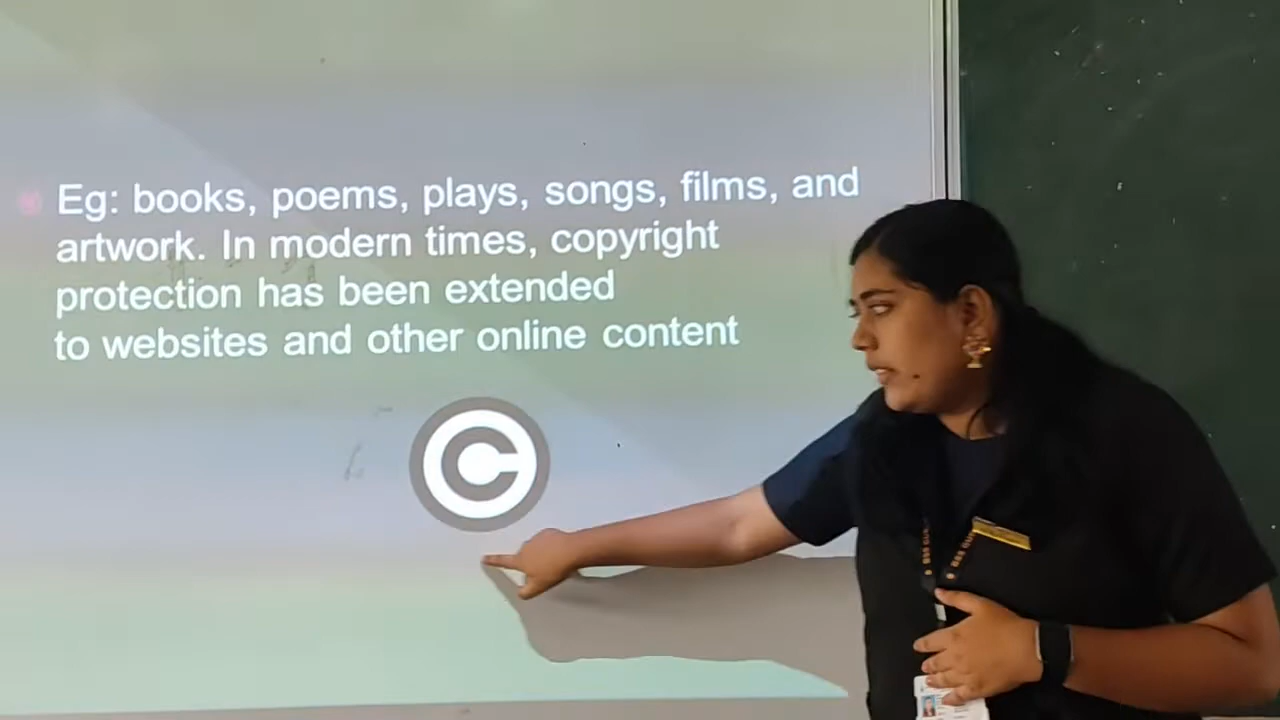 Eg: books, poems, plays, songs, films, and
artwork. In modern times, copyright
protection has been extended
to websites and other online content
©